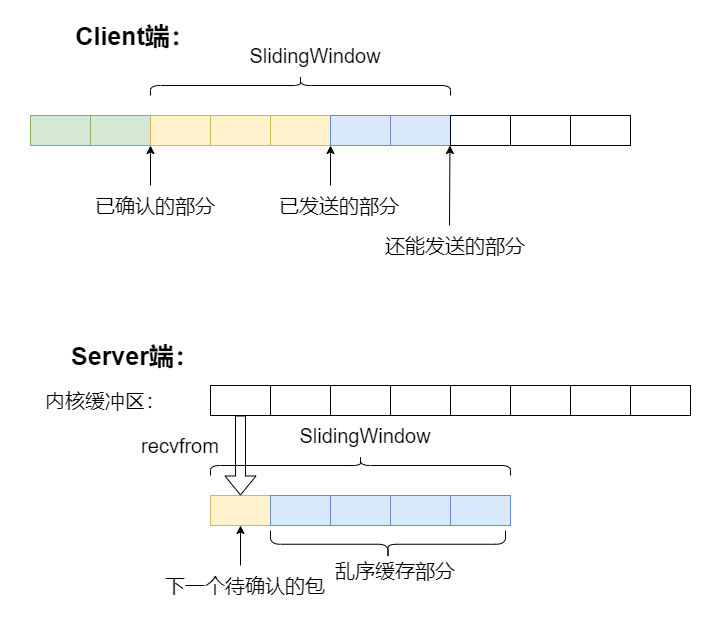 Client端：
SlidingWindow
已确认的部分
已发送的部分
还能发送的部分
Server端：
内核缓冲区：
SlidingWindow
recvfrom
乱序缓存部分
下一个待确认的包